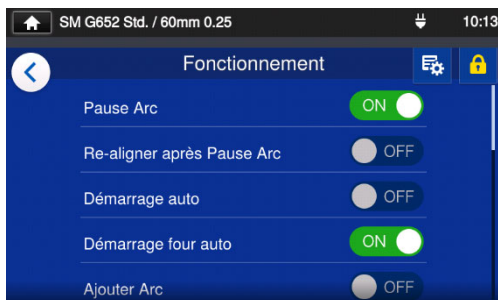 SM G652 Std. / 60mm 0.25 10:13
Fonctionnement
Pause Arc ON
Re-aligner après Pause Arc OFF
Démarrage auto OFF
Démarrage four auto ON
Ajouter Arc OFF